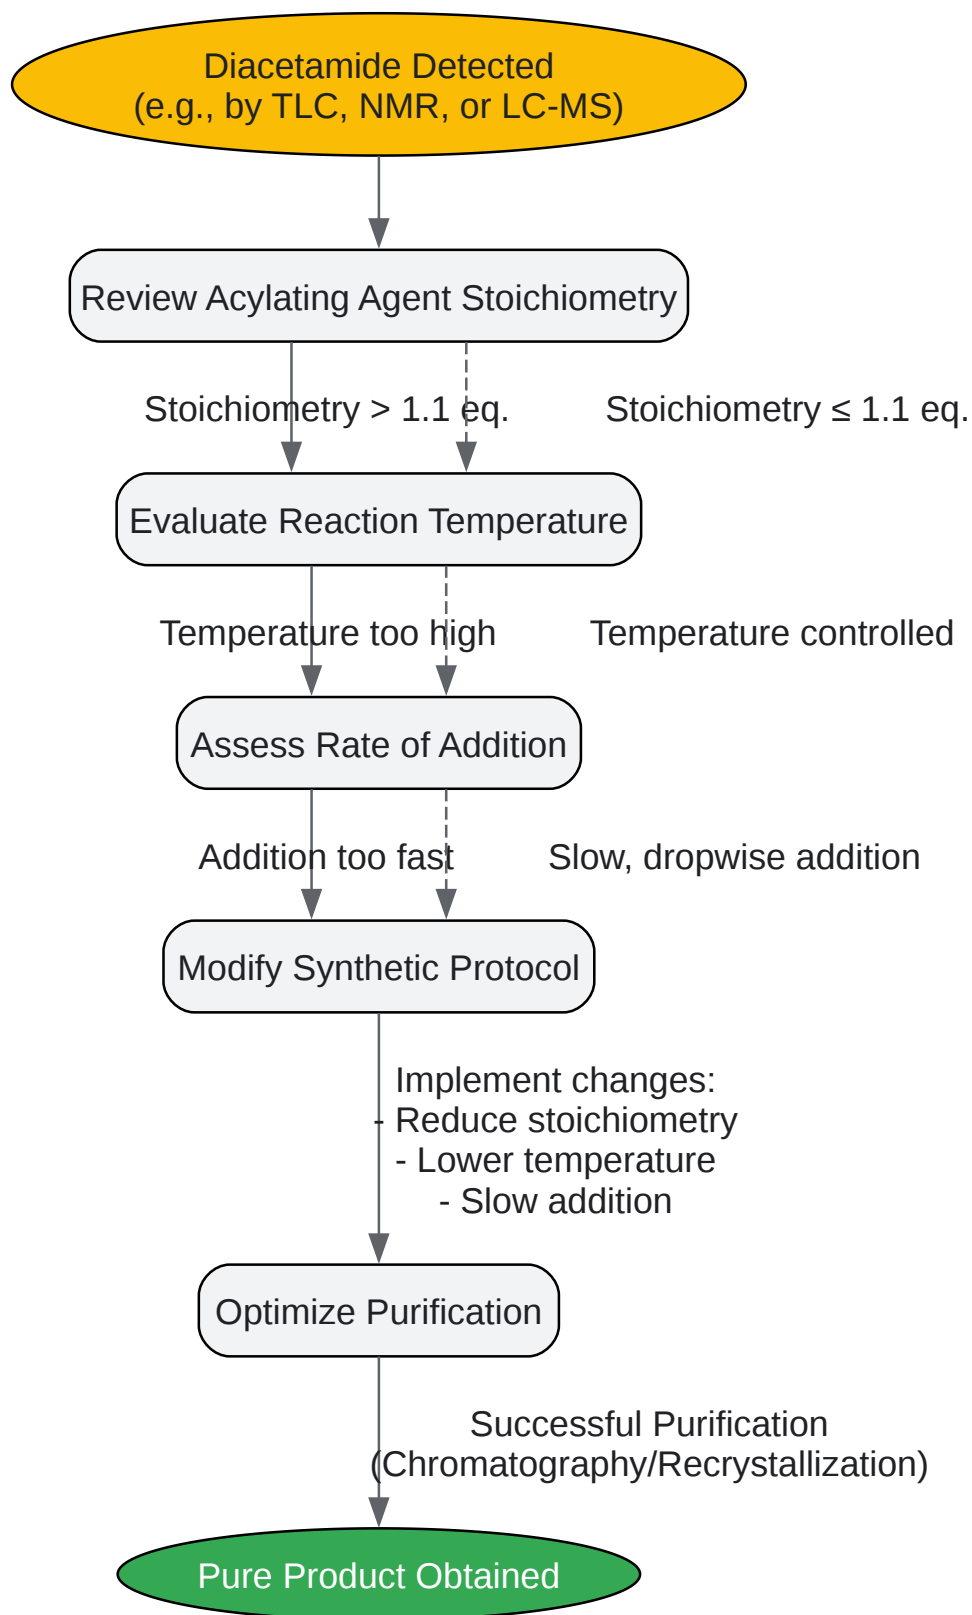 Diacetamide Detected
(e.g., by TLC, NMR, or LC-MS)
Review Acylating Agent Stoichiometry
Stoichiometry > 1.1 eq.
Stoichiometry ≤ 1.1 eq.
Evaluate Reaction Temperature
Temperature too high
Temperature controlled
Assess Rate of Addition
Addition too fast
Slow, dropwise addition
Modify Synthetic Protocol
Implement changes:
- Reduce stoichiometry
- Lower temperature
- Slow addition
Optimize Purification
Successful Purification
(Chromatography/Recrystallization)
Pure Product Obtained